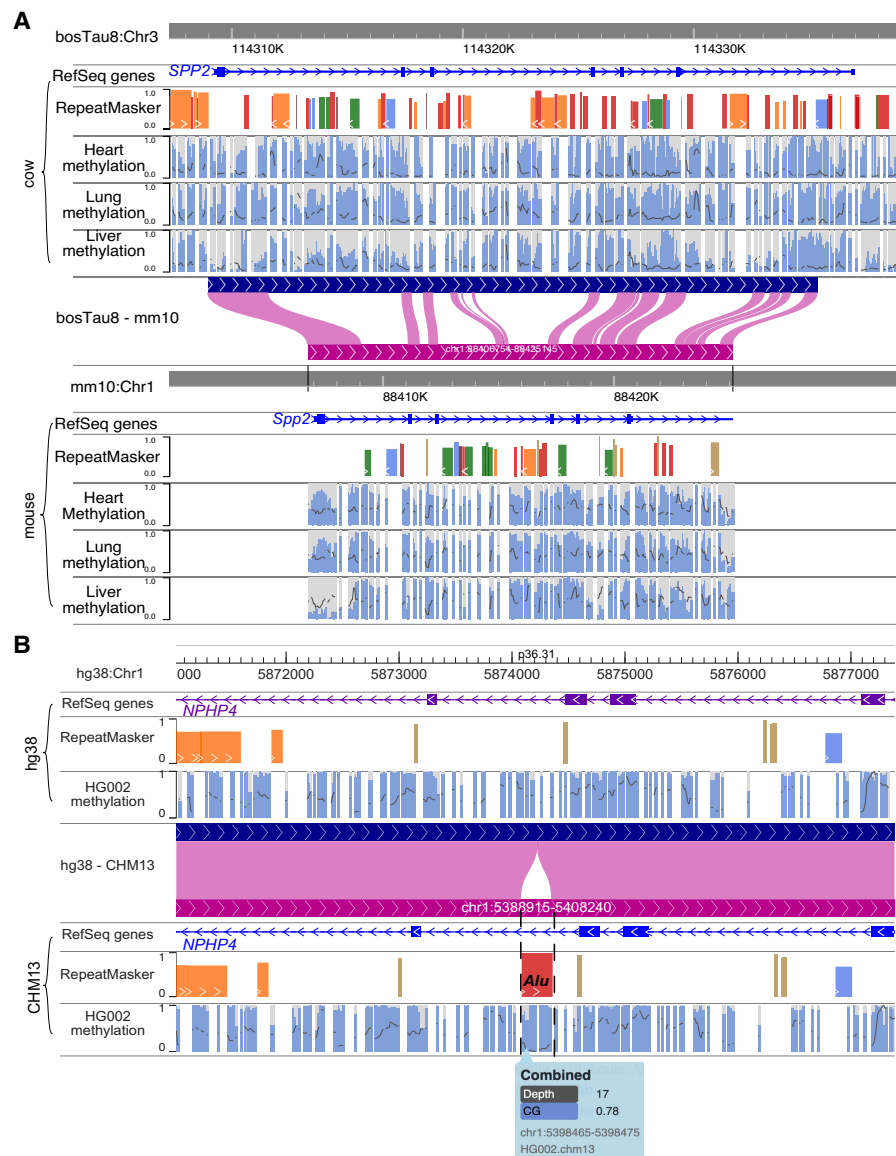 A
bosTau8:Chr3
114310K 114320K 114330K
RefSeq genes SPP2
RepeatMasker 1.0 0.0
cow
Heart methylation 1.0 0.0
Lung methylation 1.0 0.0
Liver methylation 1.0 0.0
bosTau8 - mm10
chr1:88406754-88425145
mm10:Chr1
88410K 88420K
RefSeq genes Spp2
RepeatMasker 1.0 0.0
mouse
Heart Methylation 1.0 0.0
Lung methylation 1.0 0.0
Liver methylation 1.0 0.0
B
p36.31
hg38:Chr1
000 5872000 5873000 5874000 5875000 5876000 5877000
RefSeq genes NPHP4
hg38
RepeatMasker 1 0
HG002 methylation 1 0
hg38 - CHM13
chr1:5388915-5408240
RefSeq genes NPHP4
CHM13
RepeatMasker 1 0
Alu
HG002 methylation 1 0
Combined
Depth 17
CG 0.78
chr1:5398465-5398475
HG002.chm13